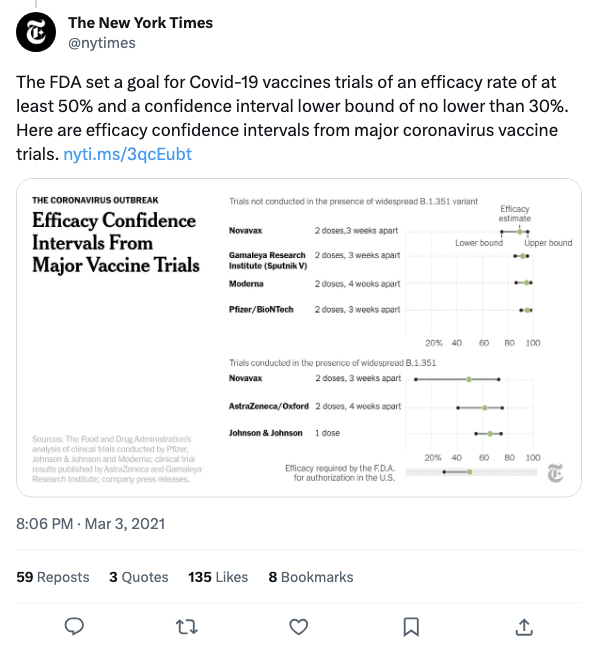 The New York Times
@nytimes
The FDA set a goal for Covid-19 vaccines trials of an efficacy rate of at
least 50% and a confidence interval lower bound of no lower than 30%.
Here are efficacy confidence intervals from major coronavirus vaccine
trials. nyti.ms/3qcEubt
THE CORONAVIRUS OUTBREAK
Efficacy Confidence
Intervals From
Major Vaccine Trials
Sources: The Food and Drug Administration's
analysis of clinical trials conducted by Pfizer,
Johnson & Johnson and Moderna; clinical trial
results published by AstraZeneca and Gamaleya
Research Institute; company press releases.
Trials not conducted in the presence of widespread B.1.351 variant
Efficacy
estimate
Novavax 2 doses,3 weeks apart
Lower bound Upper bound
Gamaleya Research 2 doses, 3 weeks apart
Institute (Sputnik V)
Moderna 2 doses, 4 weeks apart
Pfizer/BioNTech 2 doses, 3 weeks apart
20% 40 60 80 100
Trials conducted in the presence of widespread B.1.351
Novavax 2 doses, 3 weeks apart
AstraZeneca/Oxford 2 doses, 4 weeks apart
Johnson & Johnson 1 dose
20% 40 60 80 100
Efficacy required by the F.D.A.
for authorization in the U.S.
8:06 PM · Mar 3, 2021
59 Reposts 3 Quotes 135 Likes 8 Bookmarks